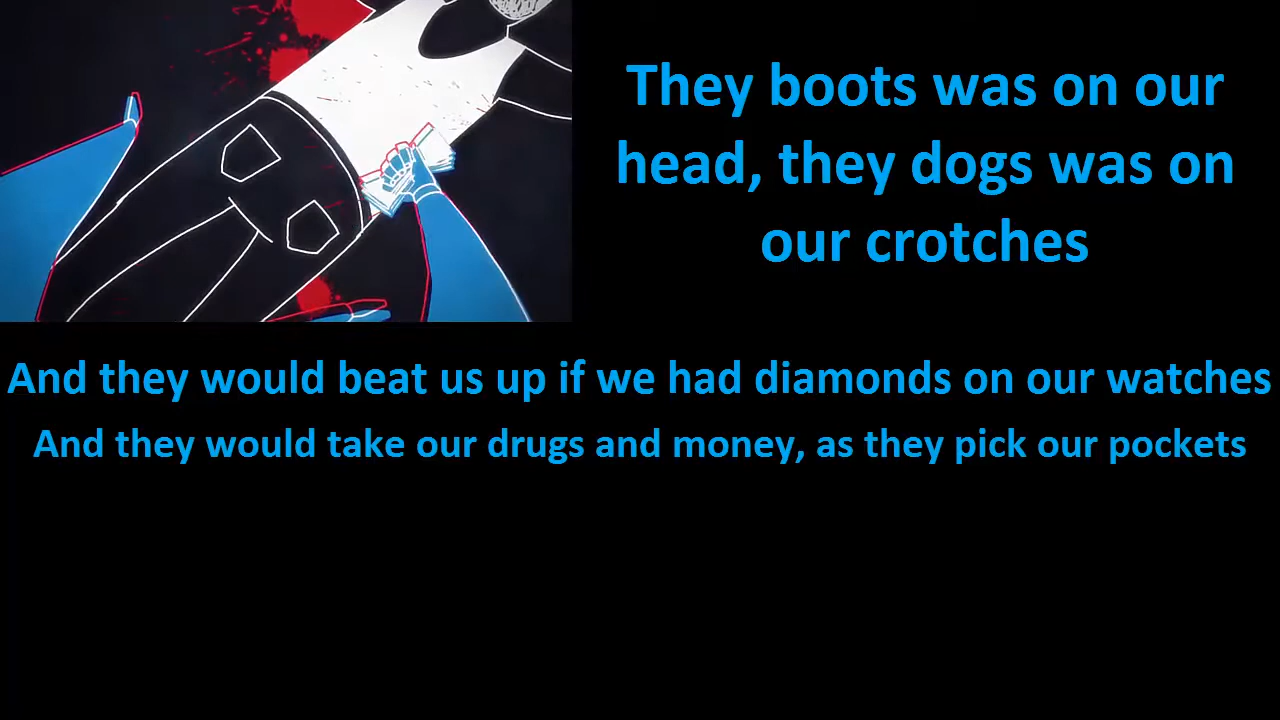 They boots was on our
head, they dogs was on
our crotches
And they would beat us up if we had diamonds on our watches
And they would take our drugs and money, as they pick our pockets